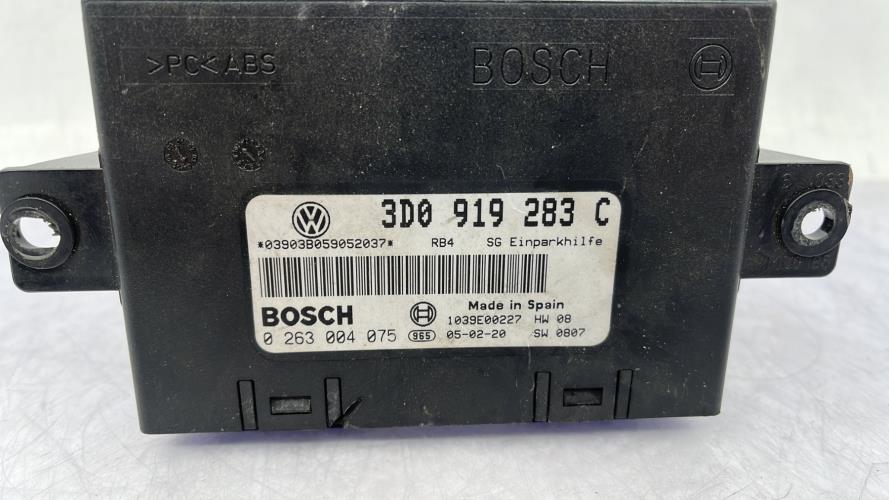 >PC<ABS
BOSCH
3D0 919 283 C
*03903B059052037* RB4 SG Einparkhilfe
BOSCH
Made in Spain
1039E00227 HW 08
0 263 004 075 965 05-02-20 SW 0807